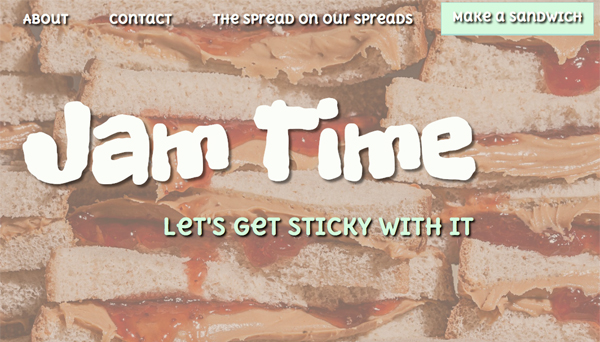 ABOUT
CONTACT
THE SPREAD ON OUR SPREADS
MAKE A SANDWICH
Jam Time
LET'S GET STICKY WITH IT